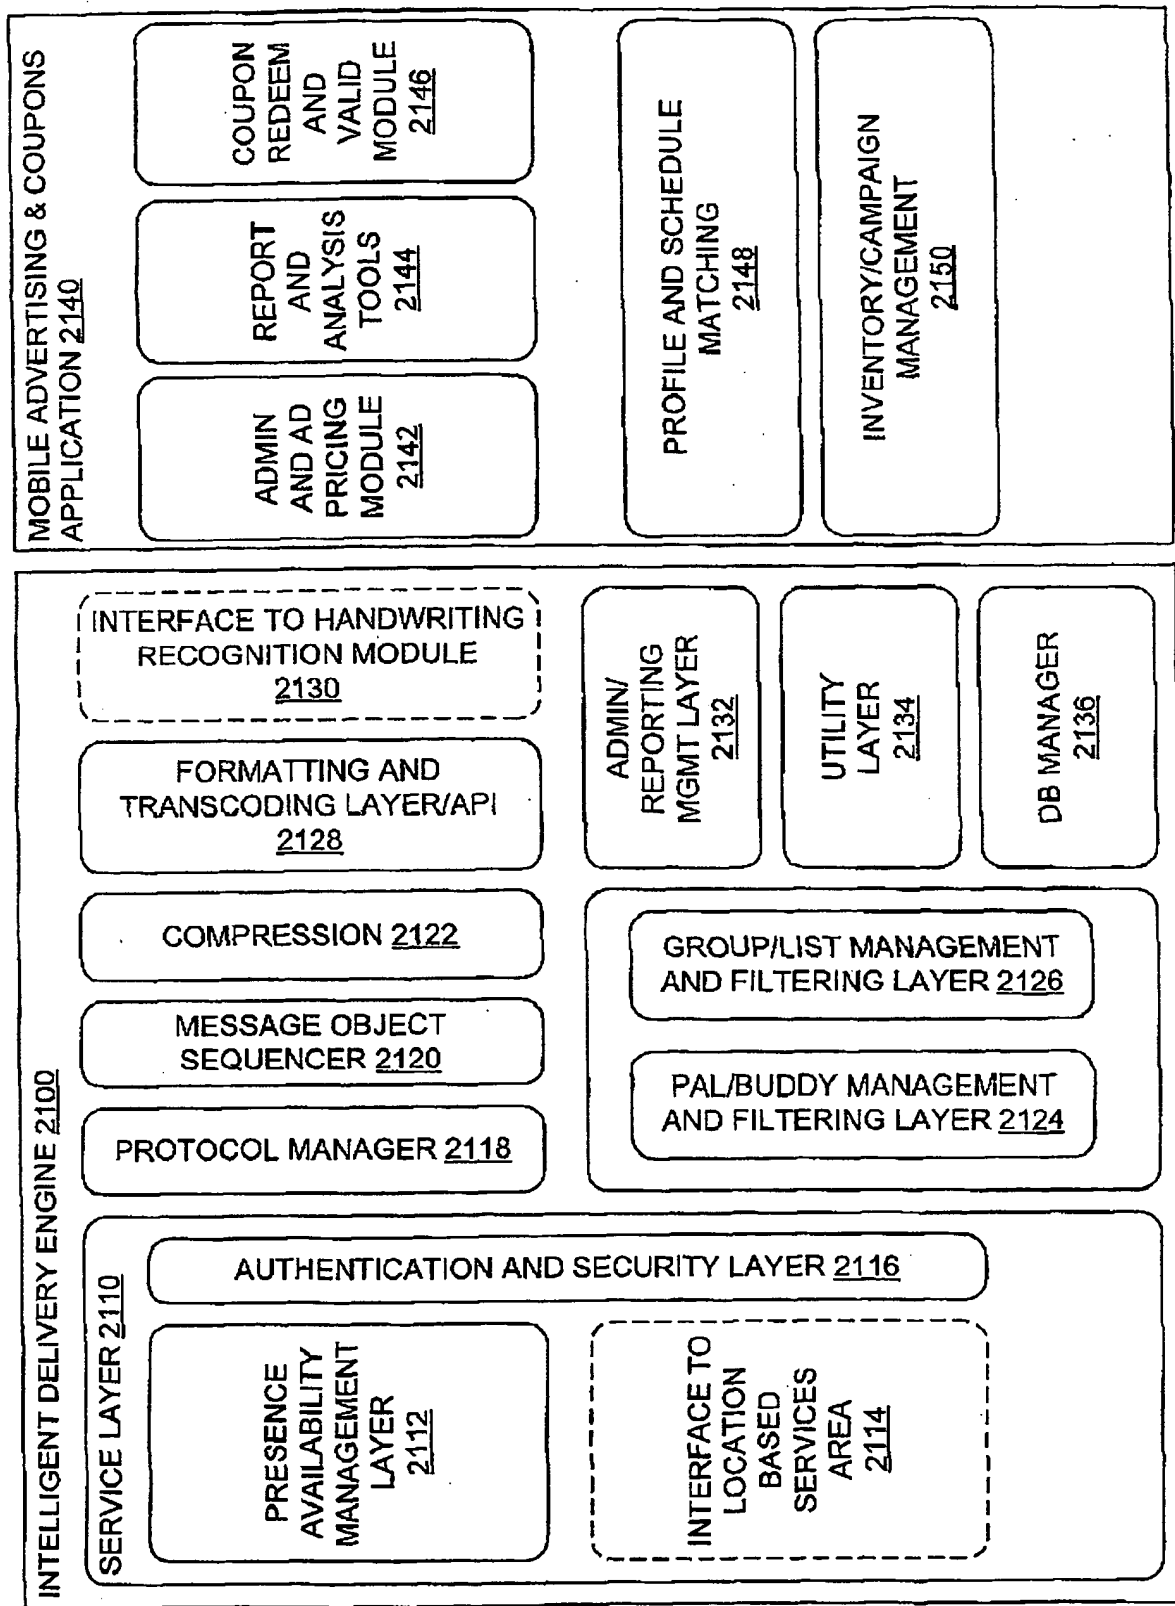 INTELLIGENT DELIVERY ENGINE 2100
SERVICE LAYER 2110
PRESENCE
AVAILABILITY
MANAGEMENT
LAYER
2112
INTERFACE TO
LOCATION
BASED
SERVICES
AREA
2114
AUTHENTICATION AND SECURITY LAYER 2116
PROTOCOL MANAGER 2118
MESSAGE OBJECT
SEQUENCER 2120
COMPRESSION 2122
FORMATTING AND
TRANSCODING LAYER/API
2128
INTERFACE TO HANDWRITING
RECOGNITION MODULE
2130
PAL/BUDDY MANAGEMENT
AND FILTERING LAYER 2124
GROUP/LIST MANAGEMENT
AND FILTERING LAYER 2126
ADMIN/
REPORTING
MGMT LAYER
2132
UTILITY
LAYER
2134
DB MANAGER
2136
MOBILE ADVERTISING & COUPONS
APPLICATION 2140
ADMIN
AND AD
PRICING
MODULE
2142
REPORT
AND
ANALYSIS
TOOLS
2144
COUPON
REDEEM
AND
VALID
MODULE
2146
PROFILE AND SCHEDULE
MATCHING
2148
INVENTORY/CAMPAIGN
MANAGEMENT
2150